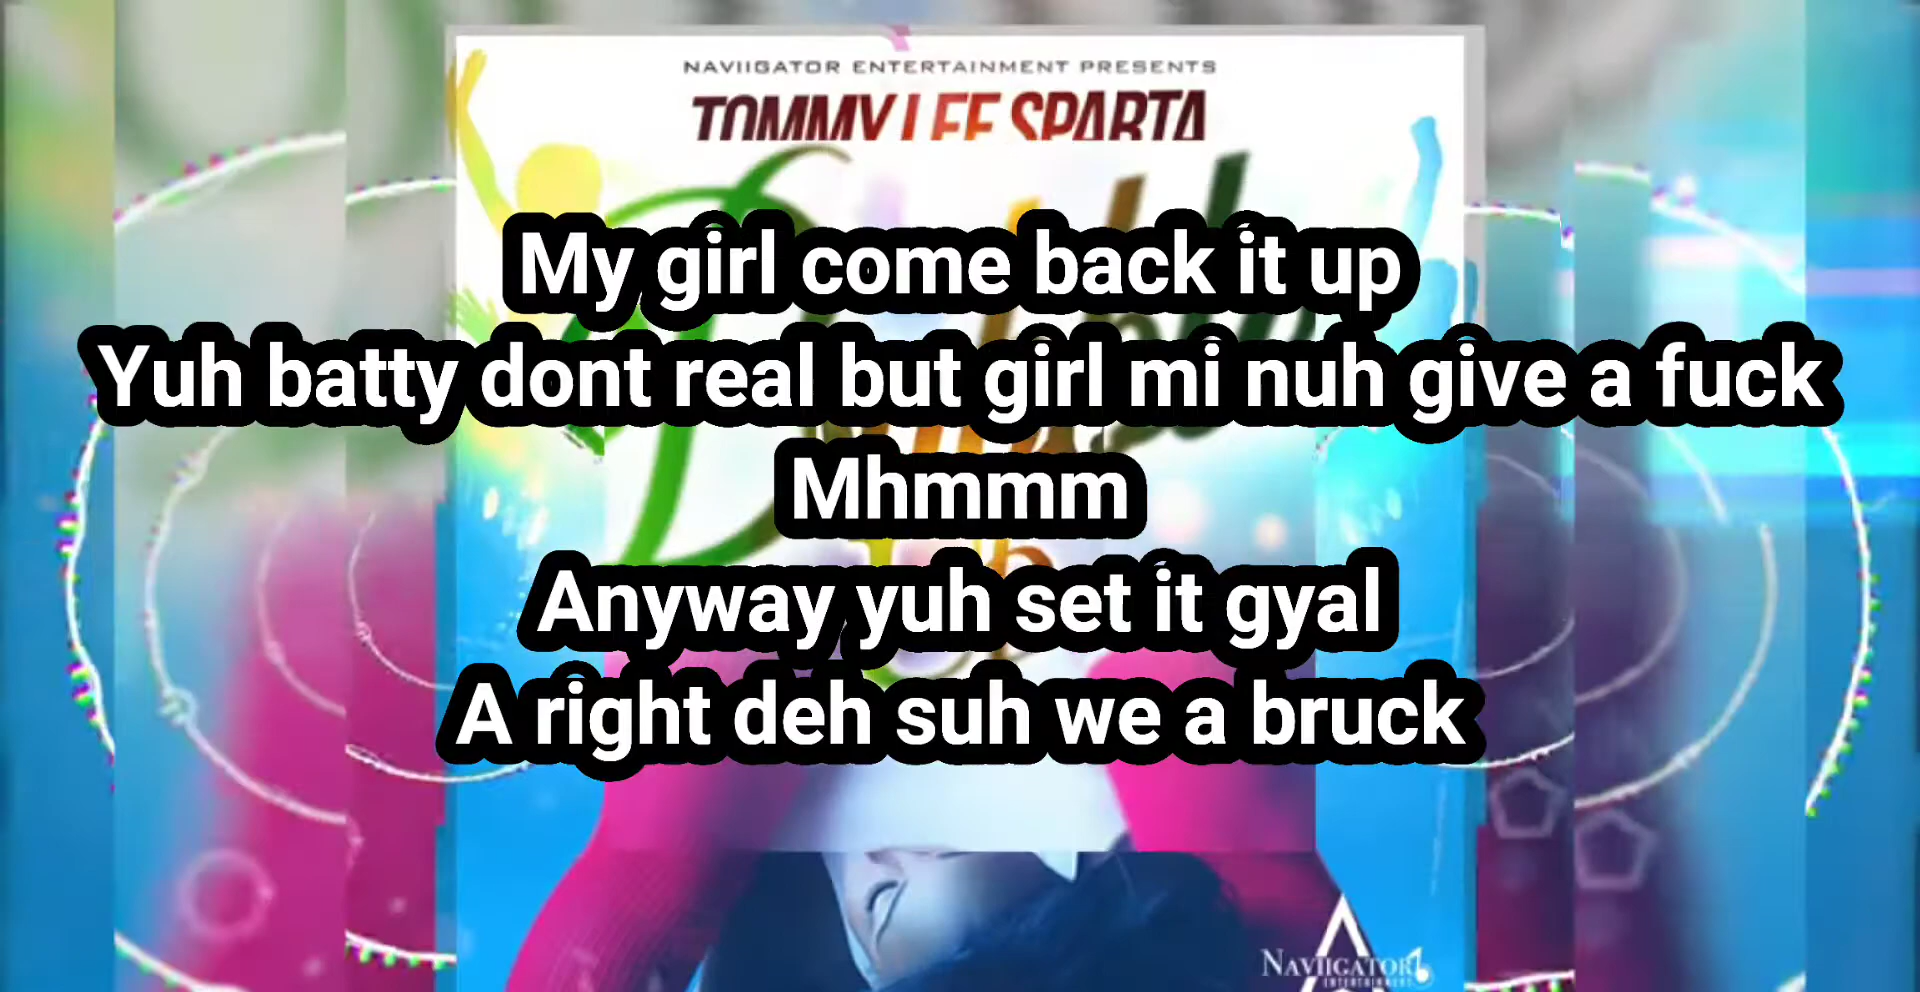 NAVIIGATOR ENTERTAINMENT PRESENTS
TOMMY LEE SPARTA
My girl come back it up
Yuh batty dont real but girl mi nuh give a fuck
Mhmmm
Anyway yuh set it gyal
A right deh suh we a bruck
NAVIIGATOR
ENTERTAINMENT